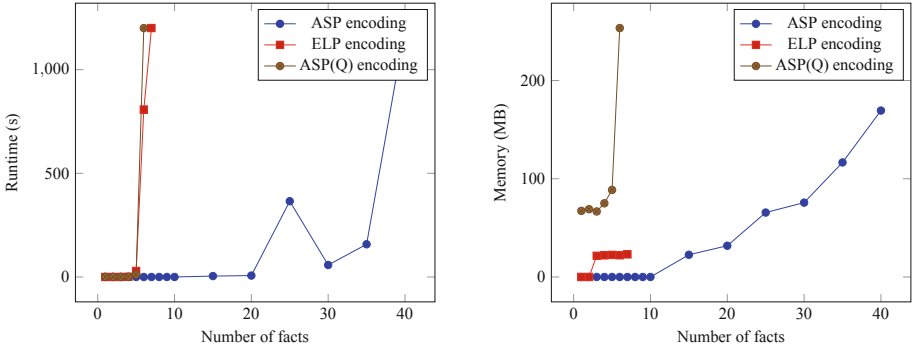 ASP encoding
ELP encoding
ASP(Q) encoding
1,000
500
0
Runtime (s)
0 10 20 30 40
Number of facts
ASP encoding
ELP encoding
ASP(Q) encoding
200
100
0
Memory (MB)
0 10 20 30 40
Number of facts